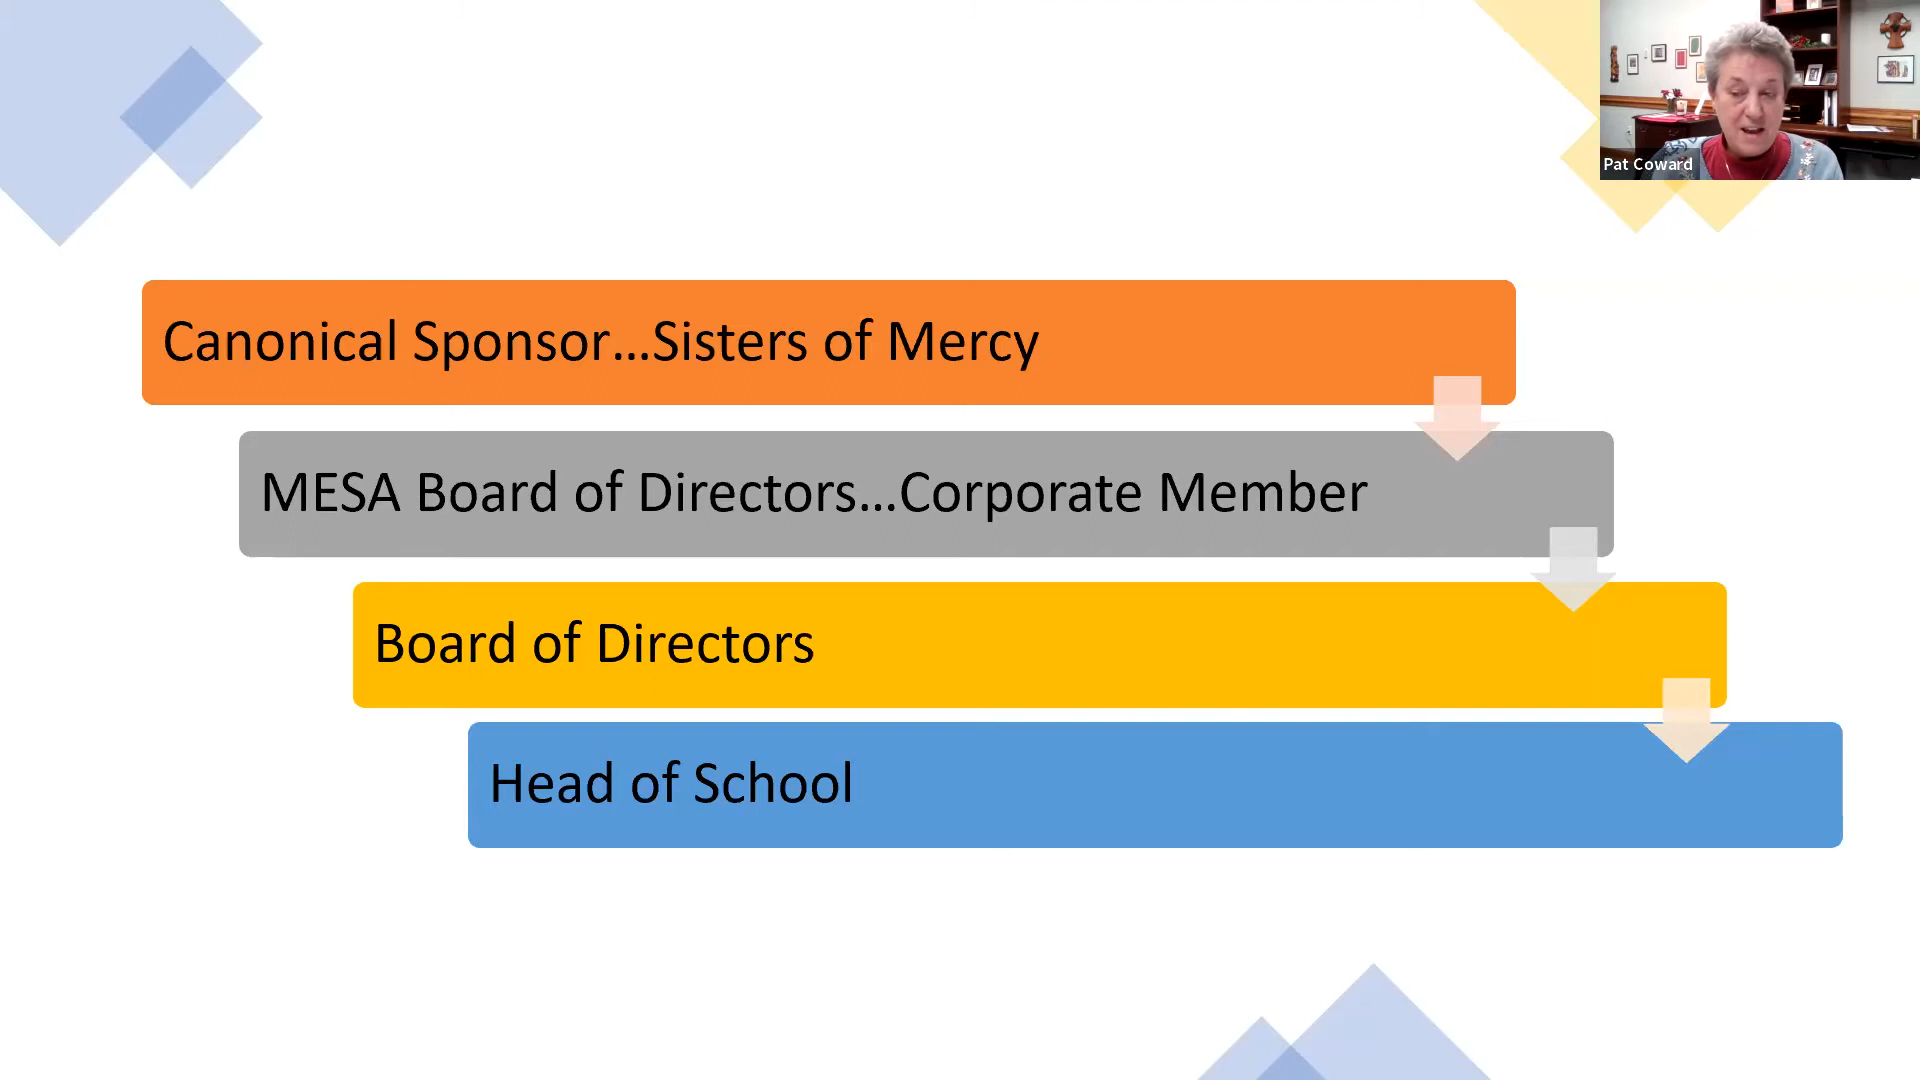 Pat Coward
Canonical Sponsor...Sisters of Mercy
MESA Board of Directors...Corporate Member
Board of Directors
Head of School